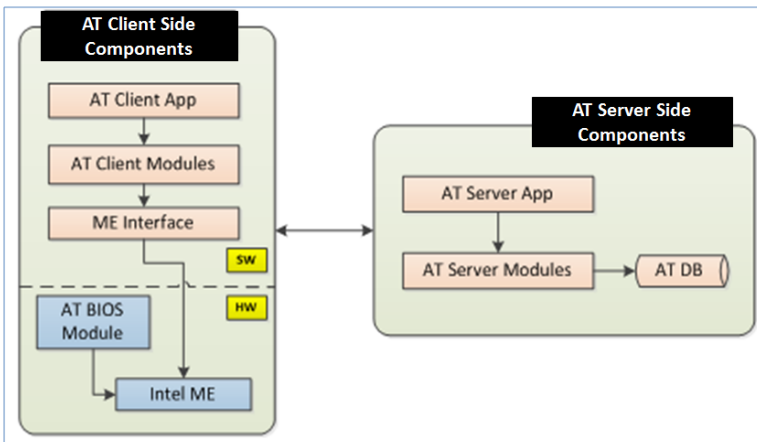 AT Client Side
Components
AT Client App
AT Client Modules
ME Interface
SW
HW
AT BIOS
Module
Intel ME
AT Server Side
Components
AT Server App
AT Server Modules
AT DB